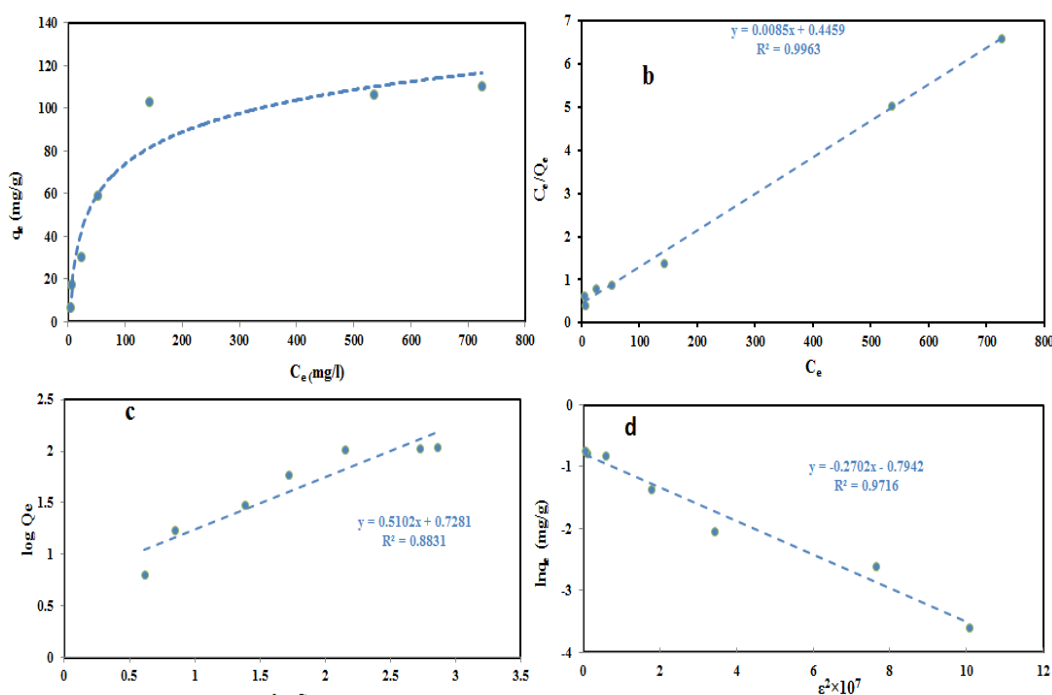 140
120
100
80
60
40
20
0
qe (mg/g)
0 100 200 300 400 500 600 700 800
Ce (mg/l)
7
6
5
4
3
2
1
0
Ce/Qe
y = 0.0085x + 0.4459
R² = 0.9963
b
0 100 200 300 400 500 600 700 800
Ce
2.5
2
1.5
1
0.5
0
log Qe
c
y = 0.5102x + 0.7281
R² = 0.8831
0 0.5 1 1.5 2 2.5 3 3.5
-0
-1
-2
-3
-4
lnqe (mg/g)
d
y = -0.2702x - 0.7942
R² = 0.9716
0 2 4 6 8 10 12
ε²×10⁷